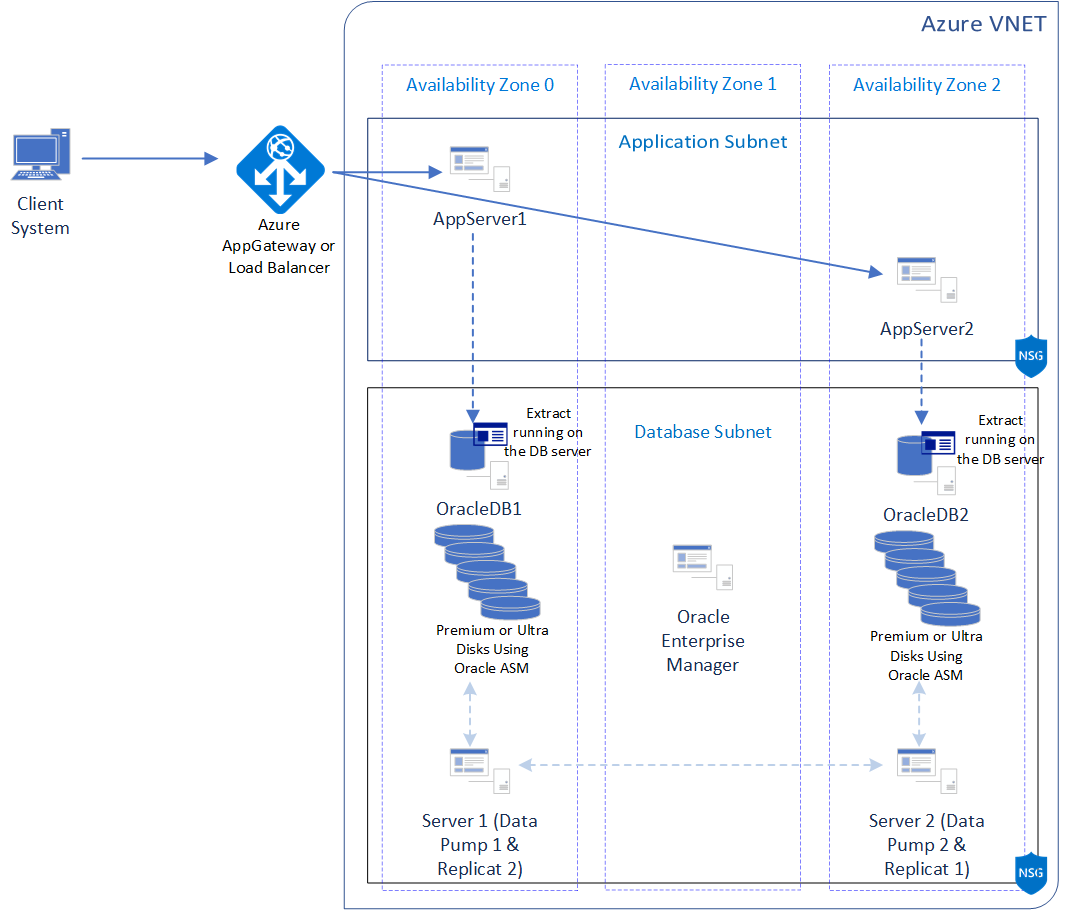 Azure VNET
Availability Zone 0
Availability Zone 1
Availability Zone 2
Application Subnet
Client
System
Azure
AppGateway or
Load Balancer
AppServer1
AppServer2
NSG
Database Subnet
Extract
running on
the DB server
Extract
running on
the DB server
OracleDB1
OracleDB2
Premium or Ultra
Disks Using
Oracle ASM
Oracle
Enterprise
Manager
Premium or Ultra
Disks Using
Oracle ASM
Server 1 (Data
Pump 1 &
Replicat 2)
Server 2 (Data
Pump 2 &
Replicat 1)
NSG